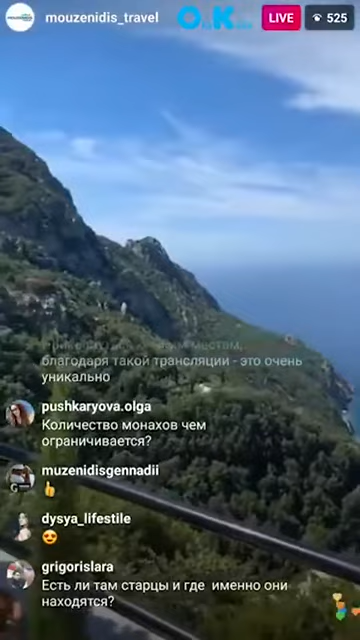 mouzenidis_travel
LIVE
525
местам,
благодаря такой трансляции - это очень
уникально
pushkaryova.olga
Количество монахов чем
ограничивается?
muzenidisgennadii
dysya_lifestile
grigorislara
Есть ли там старцы и где именно они
находятся?